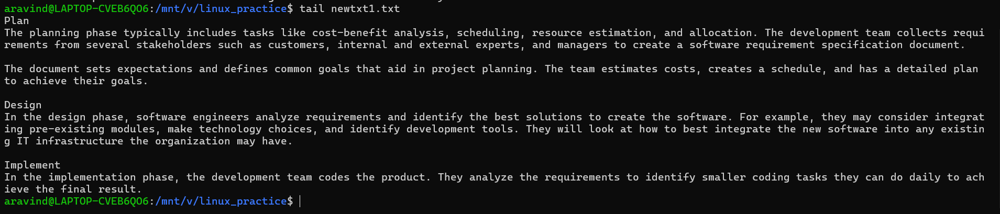 aravind@LAPTOP-CVEB6QO6:/mnt/v/linux_practice$ tail newtxt1.txt
Plan
The planning phase typically includes tasks like cost-benefit analysis, scheduling, resource estimation, and allocation. The development team collects requi
rements from several stakeholders such as customers, internal and external experts, and managers to create a software requirement specification document.

The document sets expectations and defines common goals that aid in project planning. The team estimates costs, creates a schedule, and has a detailed plan
to achieve their goals.

Design
In the design phase, software engineers analyze requirements and identify the best solutions to create the software. For example, they may consider integrat
ing pre-existing modules, make technology choices, and identify development tools. They will look at how to best integrate the new software into any existin
g IT infrastructure the organization may have.

Implement
In the implementation phase, the development team codes the product. They analyze the requirements to identify smaller coding tasks they can do daily to ach
ieve the final result.
aravind@LAPTOP-CVEB6QO6:/mnt/v/linux_practice$